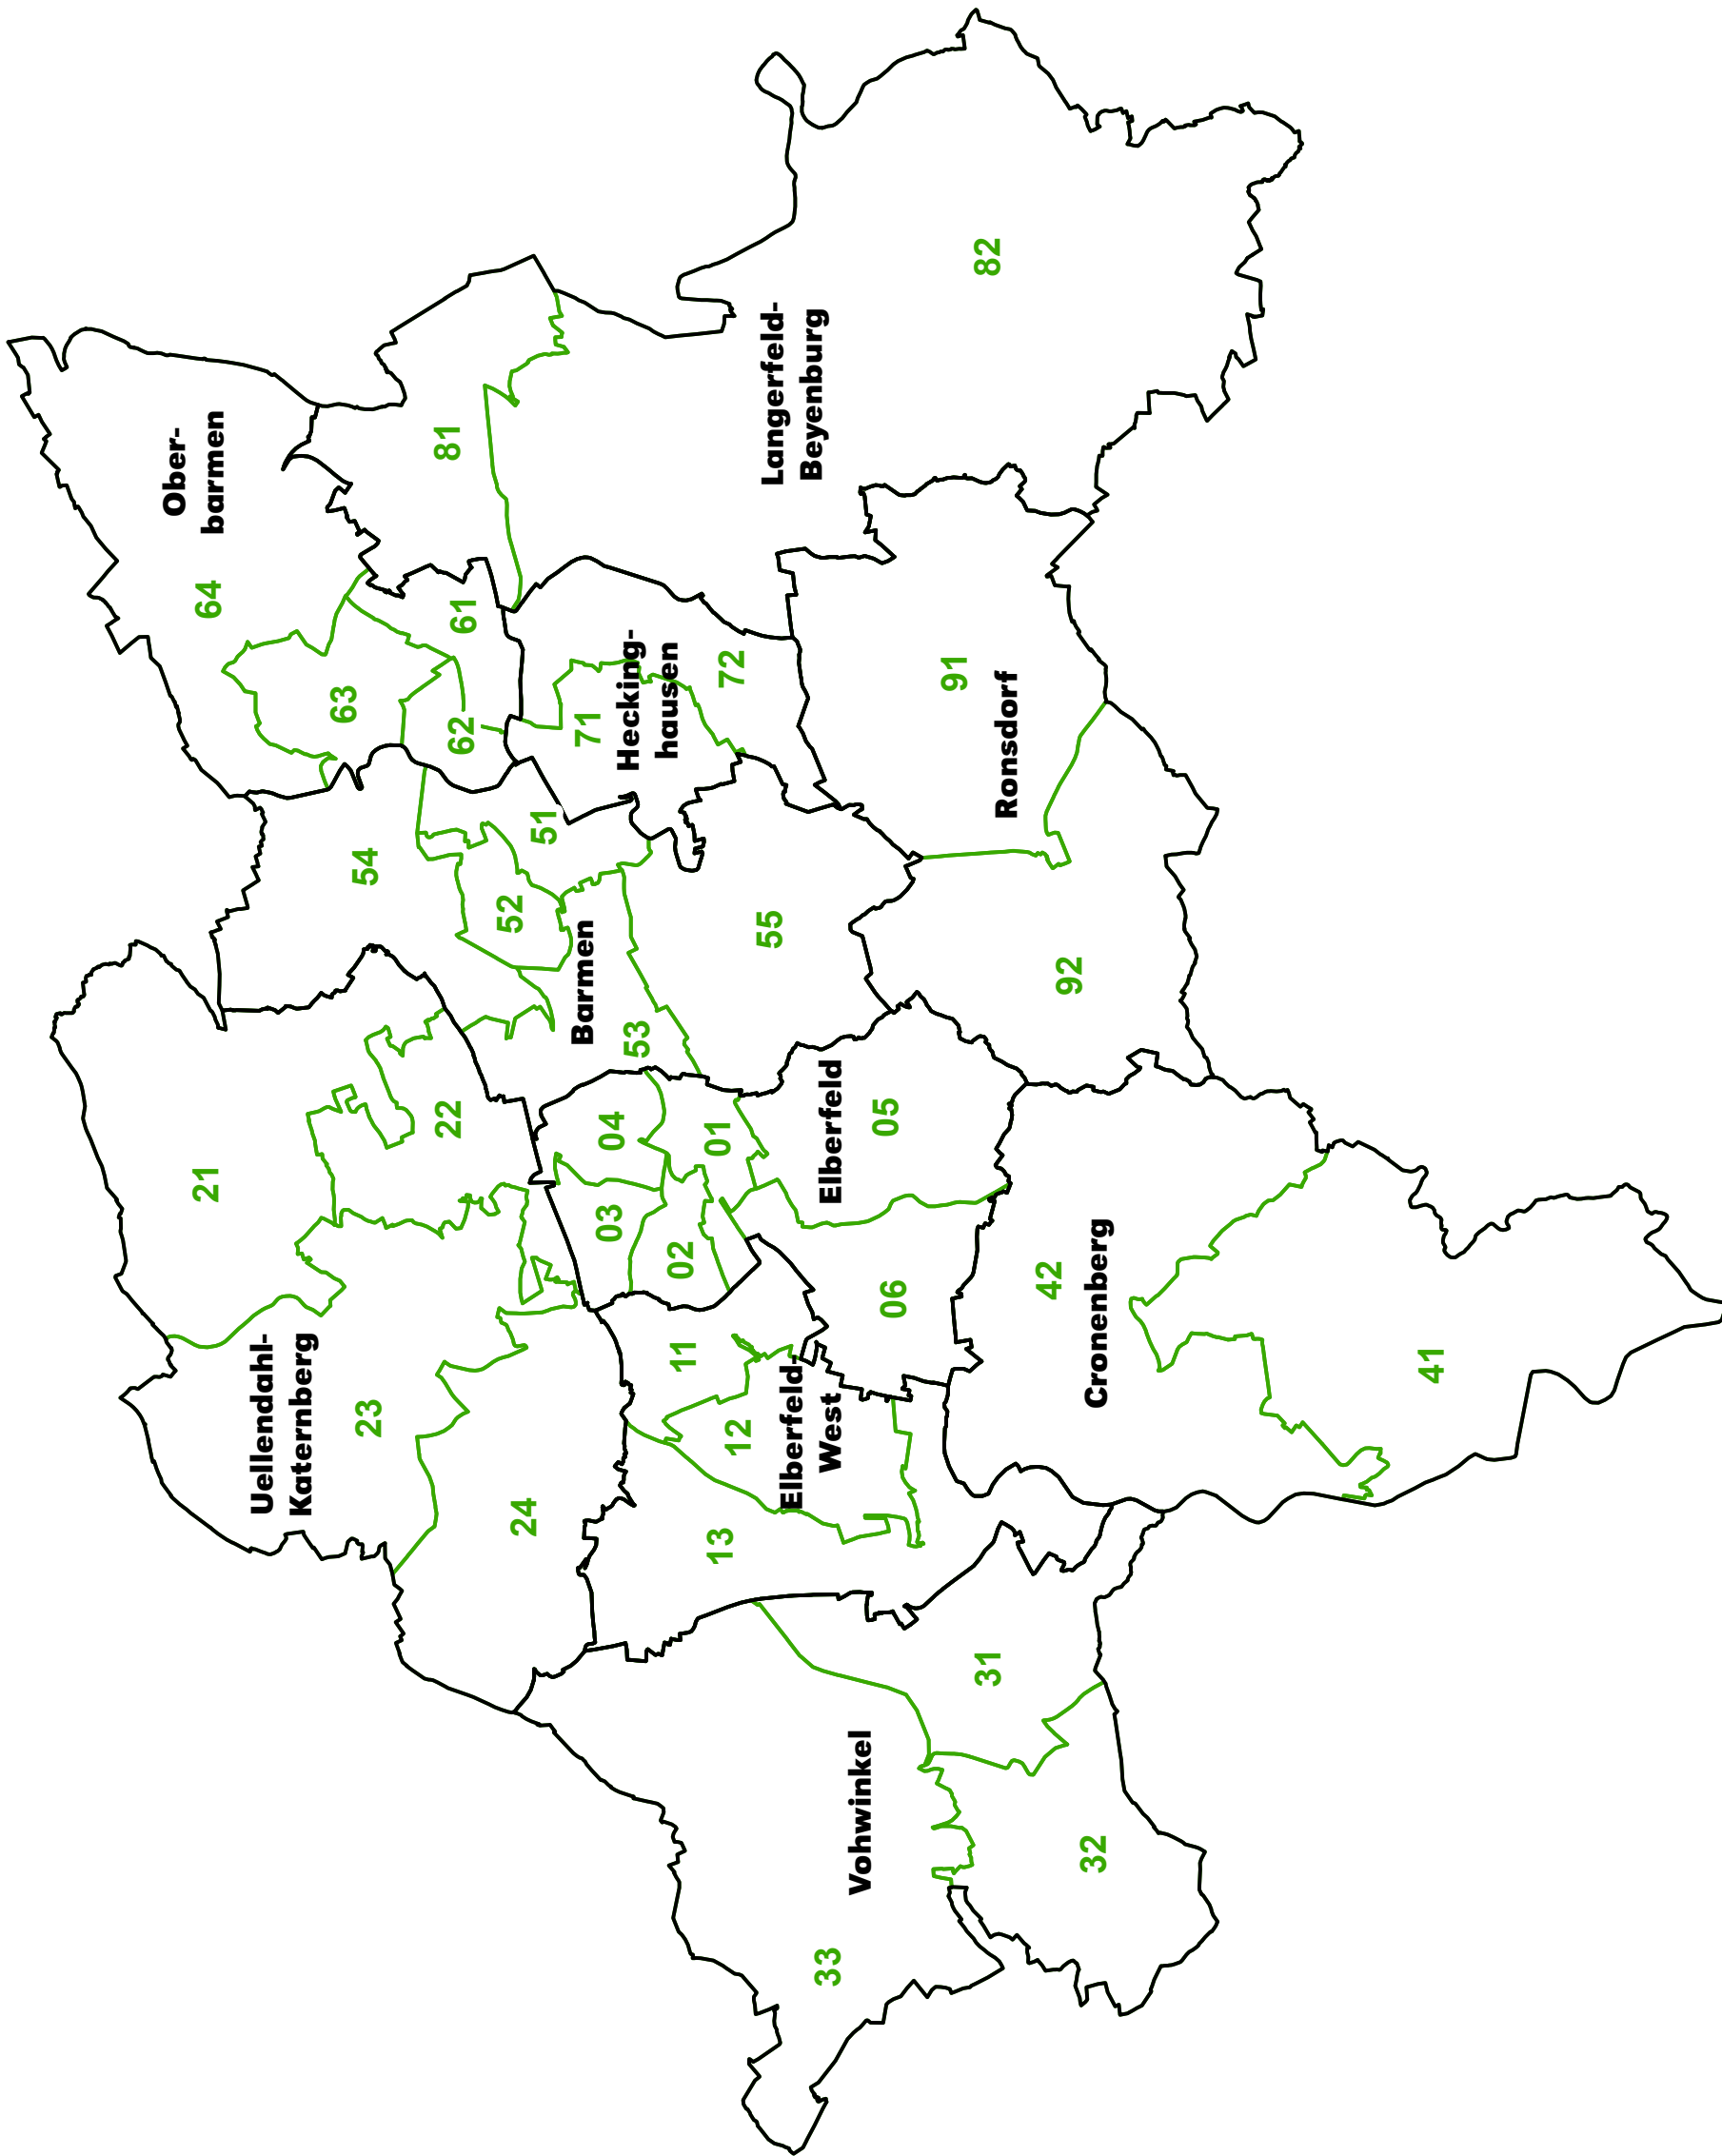 Uellendahl-
Katernberg
21
22
23
24
Ober-
barmen
61
62
63
64
Barmen
51
52
53
54
55
Hecking-
hausen
71
72
Langerfeld-
Beyenburg
81
82
Elberfeld
01
02
03
04
05
06
Elberfeld-
West
11
12
13
Vohwinkel
31
32
33
Cronenberg
41
42
Ronsdorf
91
92